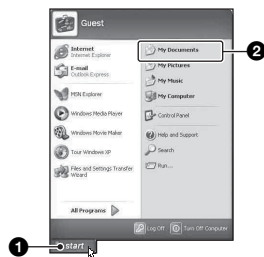 Guest
Internet
Internet Explorer
E-mail
Outlook Express
MSN Explorer
Windows Media Player
Windows Movie Maker
Tour Windows XP
Files and Settings Transfer
Wizard
All Programs
My Documents
2
My Pictures
My Music
My Computer
Control Panel
Help and Support
Search
Run...
Log Off
Turn Off Computer
1
start